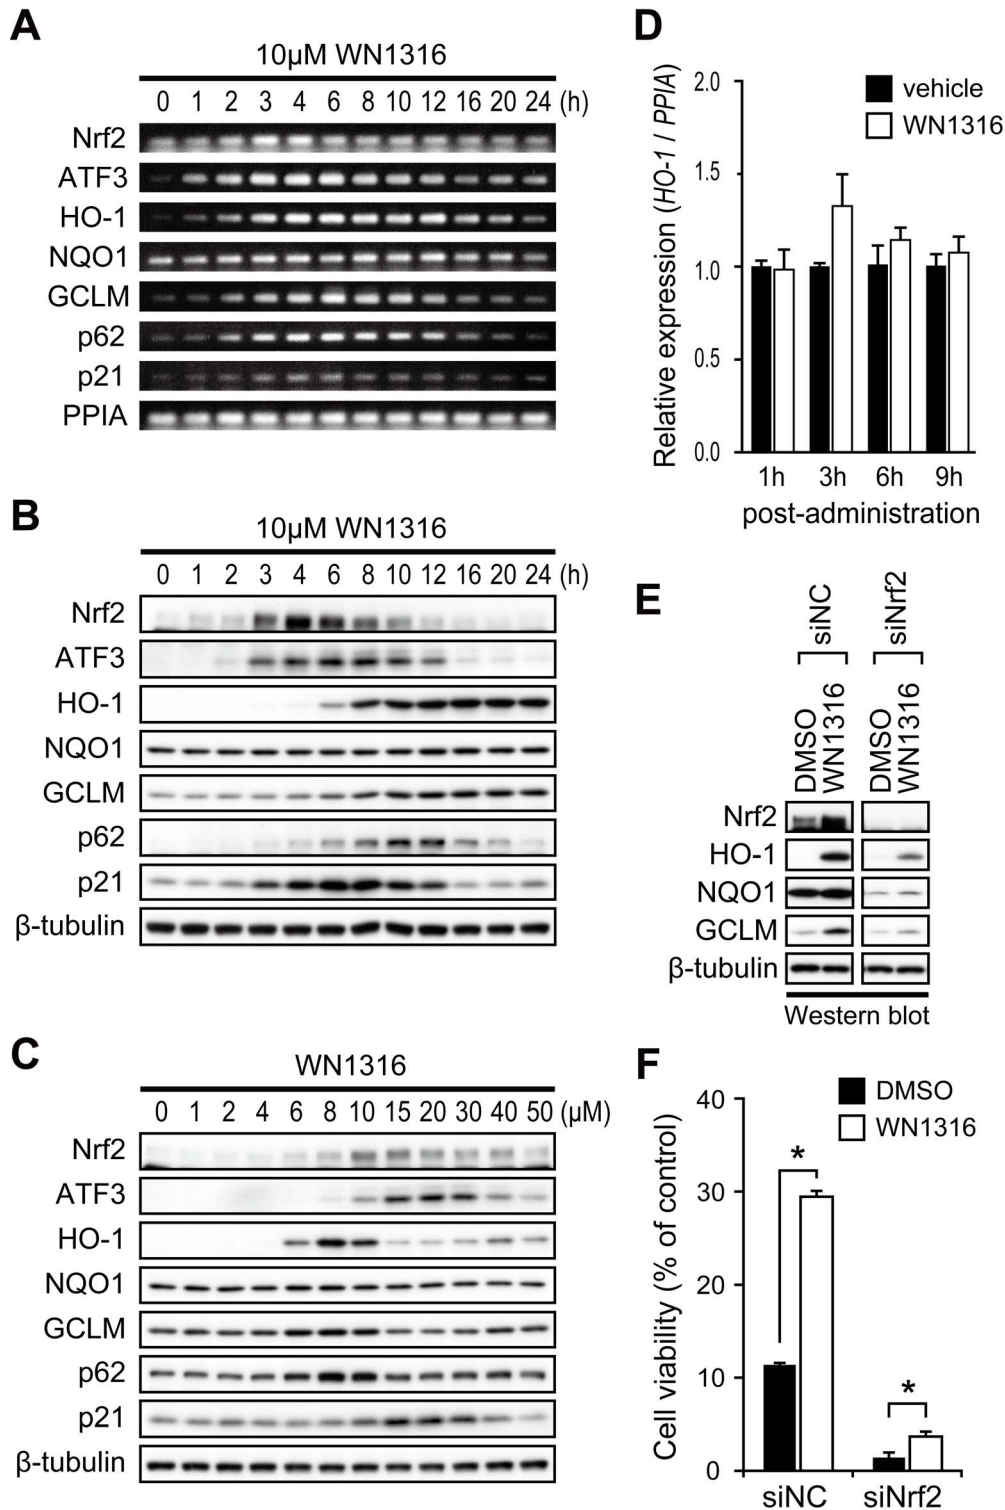 A
10μM WN1316
0 1 2 3 4 6 8 10 12 16 20 24 (h)
Nrf2
ATF3
HO-1
NQO1
GCLM
p62
p21
PPIA
B
10μM WN1316
0 1 2 3 4 6 8 10 12 16 20 24 (h)
Nrf2
ATF3
HO-1
NQO1
GCLM
p62
p21
β-tubulin
C
WN1316
0 1 2 4 6 8 10 15 20 30 40 50 (μM)
Nrf2
ATF3
HO-1
NQO1
GCLM
p62
p21
β-tubulin
D
vehicle
WN1316
Relative expression (HO-1 / PPIA)
2.0
1.5
1.0
0.5
0.0
1h 3h 6h 9h
post-administration
E
siNC siNrf2
DMSO WN1316 DMSO WN1316
Nrf2
HO-1
NQO1
GCLM
β-tubulin
Western blot
F
DMSO
WN1316
Cell viability (% of control)
40
30
20
10
0
*
*
siNC siNrf2